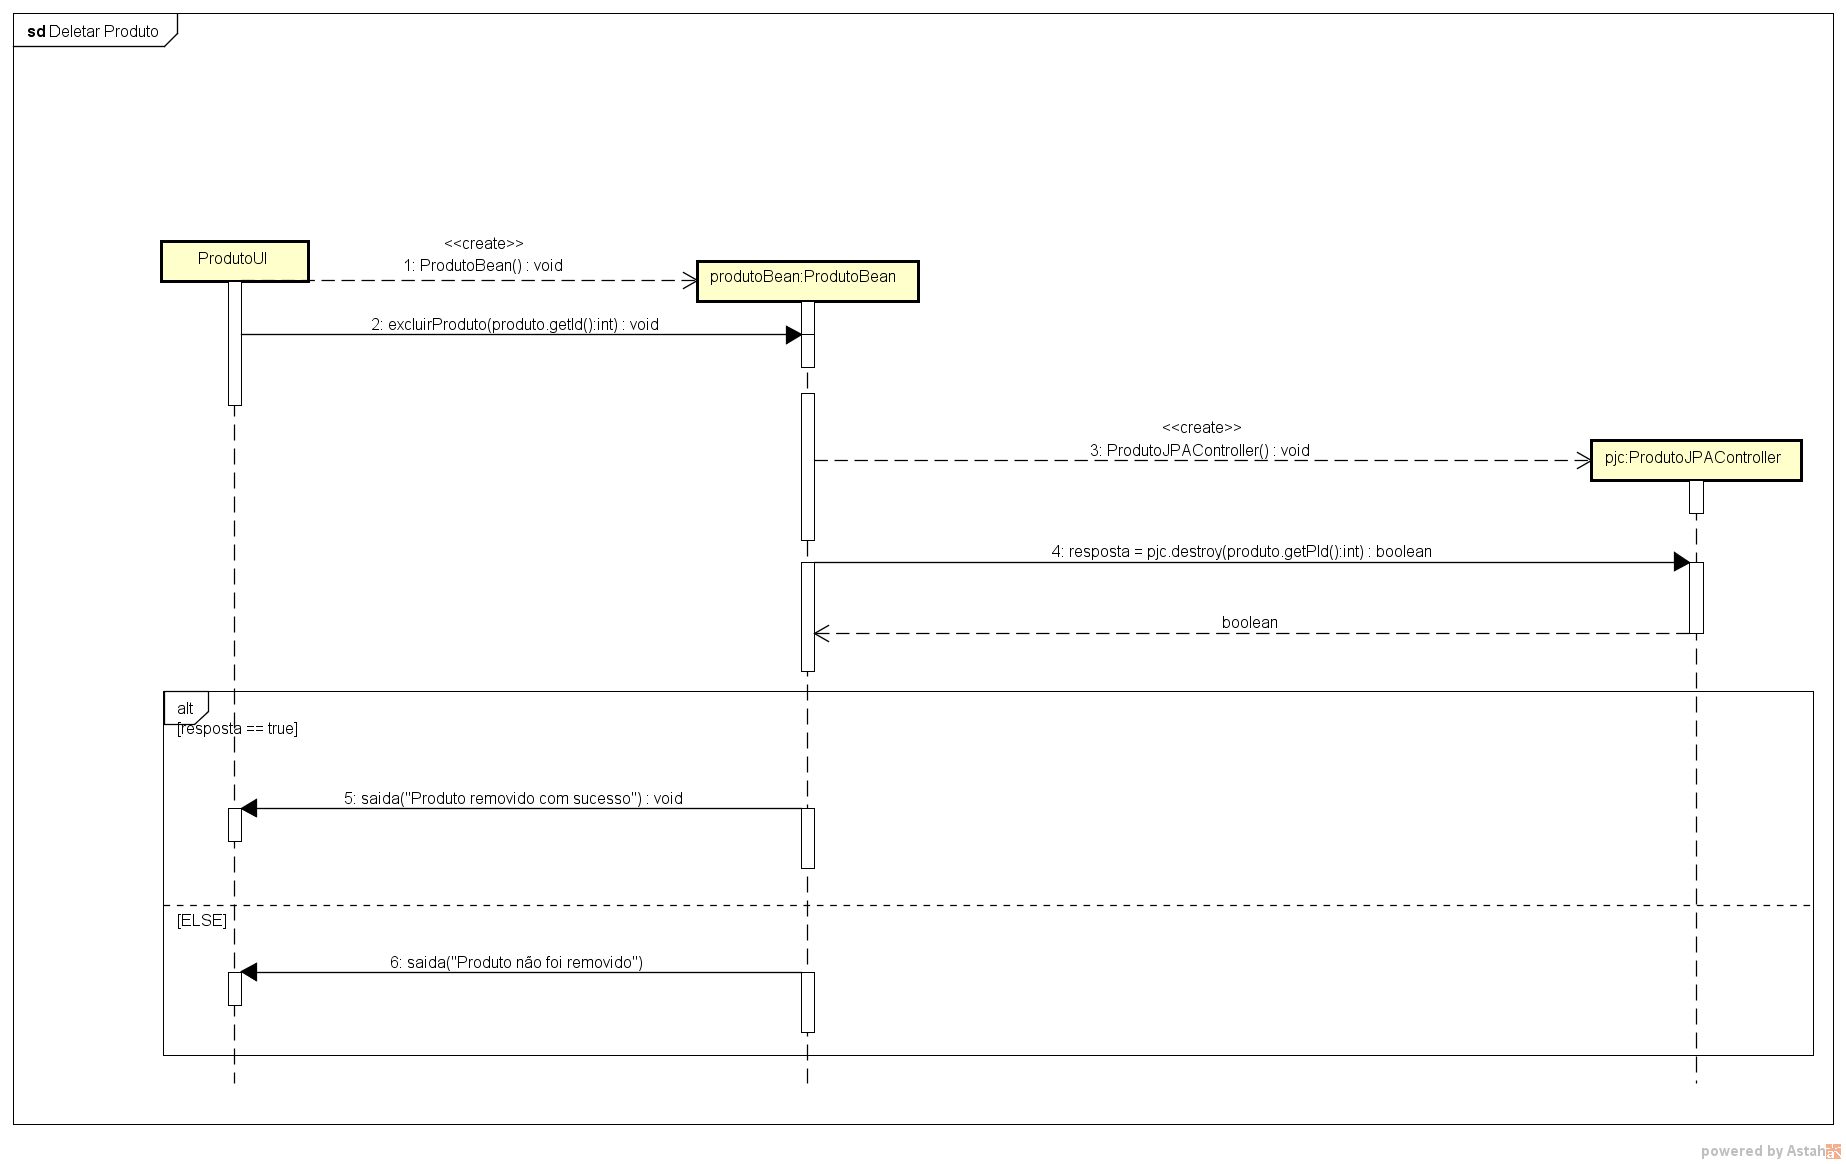 sd Deletar Produto
<<create>>
ProdutoUI
1: ProdutoBean() : void
produtoBean:ProdutoBean
2: excluirProduto(produto.getId():int) : void
<<create>>
3: ProdutoJPAController() : void
pjc:ProdutoJPAController
4: resposta = pjc.destroy(produto.getPId():int) : boolean
boolean
alt
[resposta == true]
5: saida("Produto removido com sucesso") : void
[ELSE]
6: saida("Produto não foi removido")
powered by Astah